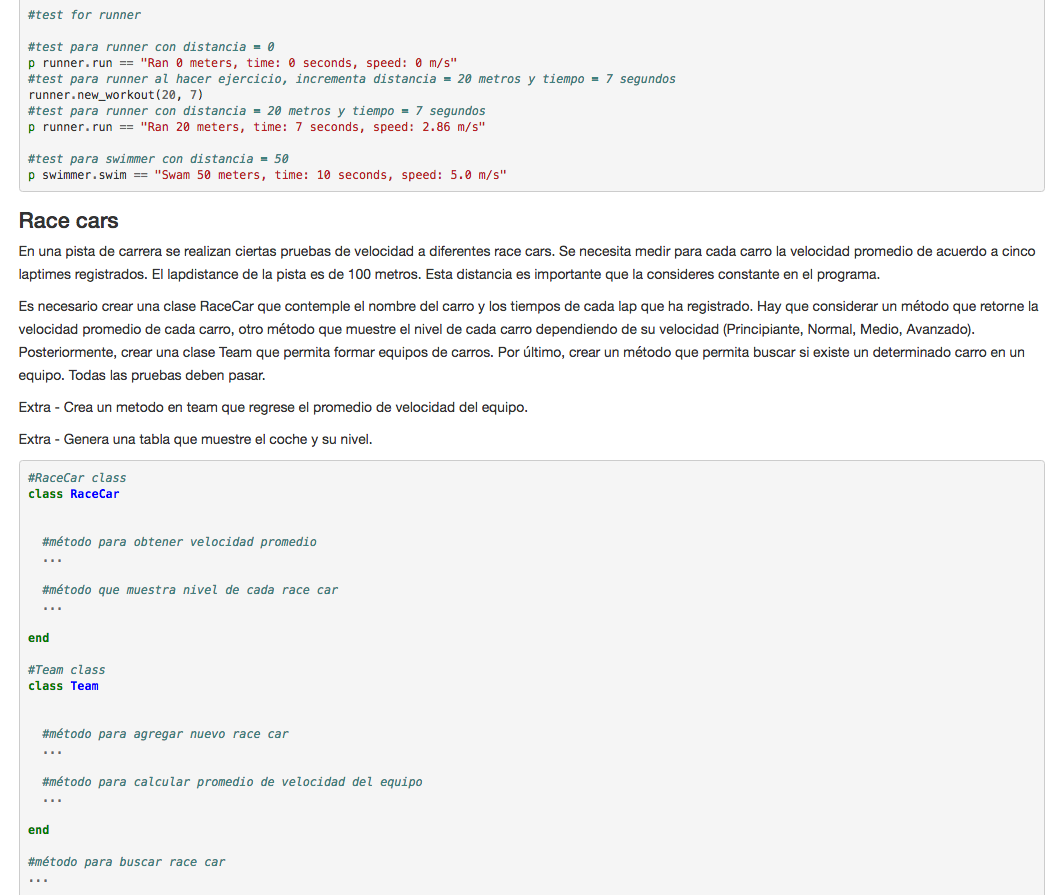 #test for runner
#test para runner con distancia = 0
p runner.run == "Ran 0 meters, time: 0 seconds, speed: 0 m/s"
#test para runner al hacer ejercicio, incrementa distancia = 20 metros y tiempo = 7 segundos
runner.new_workout(20, 7)
#test para runner con distancia = 20 metros y tiempo = 7 segundos
p runner.run == "Ran 20 meters, time: 7 seconds, speed: 2.86 m/s"
#test para swimmer con distancia = 50
p swimmer.swim == "Swam 50 meters, time: 10 seconds, speed: 5.0 m/s"
Race cars
En una pista de carrera se realizan ciertas pruebas de velocidad a diferentes race cars. Se necesita medir para cada carro la velocidad promedio de acuerdo a cinco
laptimes registrados. El lapdistance de la pista es de 100 metros. Esta distancia es importante que la consideres constante en el programa.
Es necesario crear una clase RaceCar que contemple el nombre del carro y los tiempos de cada lap que ha registrado. Hay que considerar un método que retorne la
velocidad promedio de cada carro, otro método que muestre el nivel de cada carro dependiendo de su velocidad (Principiante, Normal, Medio, Avanzado).
Posteriormente, crear una clase Team que permita formar equipos de carros. Por último, crear un método que permita buscar si existe un determinado carro en un
equipo. Todas las pruebas deben pasar.
Extra - Crea un metodo en team que regrese el promedio de velocidad del equipo.
Extra - Genera una tabla que muestre el coche y su nivel.
#RaceCar class
class RaceCar
#método para obtener velocidad promedio
...
#método que muestra nivel de cada race car
...
end
#Team class
class Team
#método para agregar nuevo race car
...
#método para calcular promedio de velocidad del equipo
...
end
#método para buscar race car
...